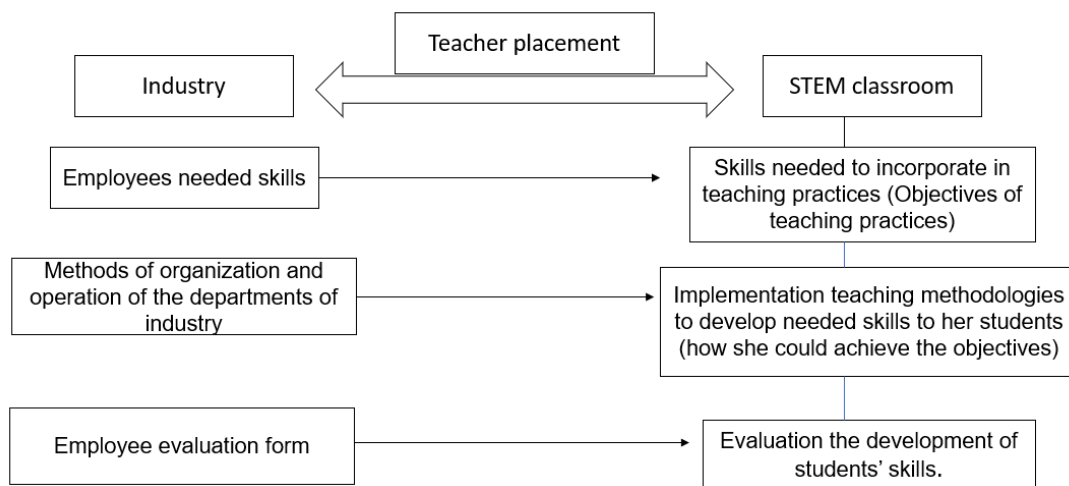 Teacher placement
Industry
STEM classroom
Employees needed skills
Skills needed to incorporate in
teaching practices (Objectives of
teaching practices)
Methods of organization and
operation of the departments of
industry
Implementation teaching methodologies
to develop needed skills to her students
(how she could achieve the objectives)
Employee evaluation form
Evaluation the development of
students’ skills.